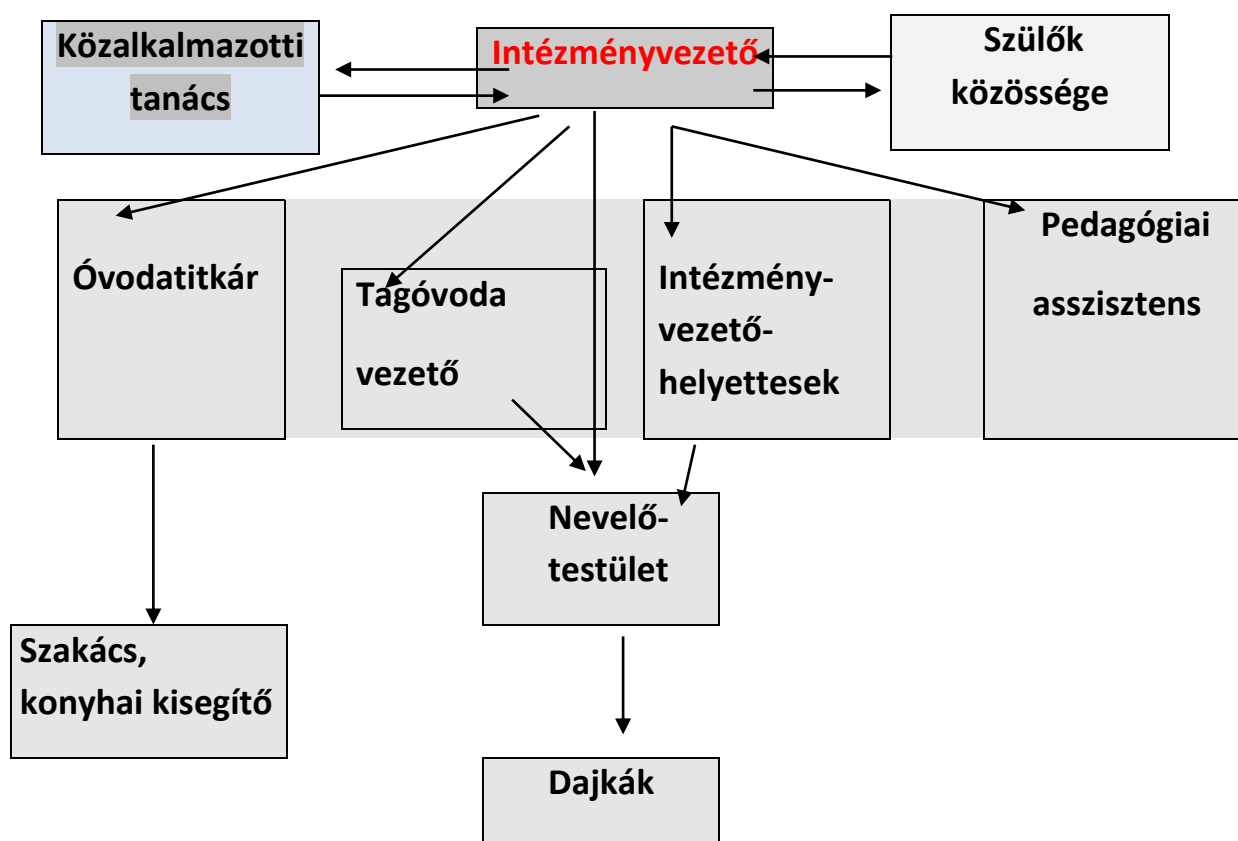 Közalkalmazotti
tanács
Intézményvezető
Szülők
közössége
Óvodatitkár
Tagóvoda
vezető
Intézmény-
vezető-
helyettesek
Pedagógiai
asszisztens
Nevelő-
testület
Szakács,
konyhai kisegítő
Dajkák